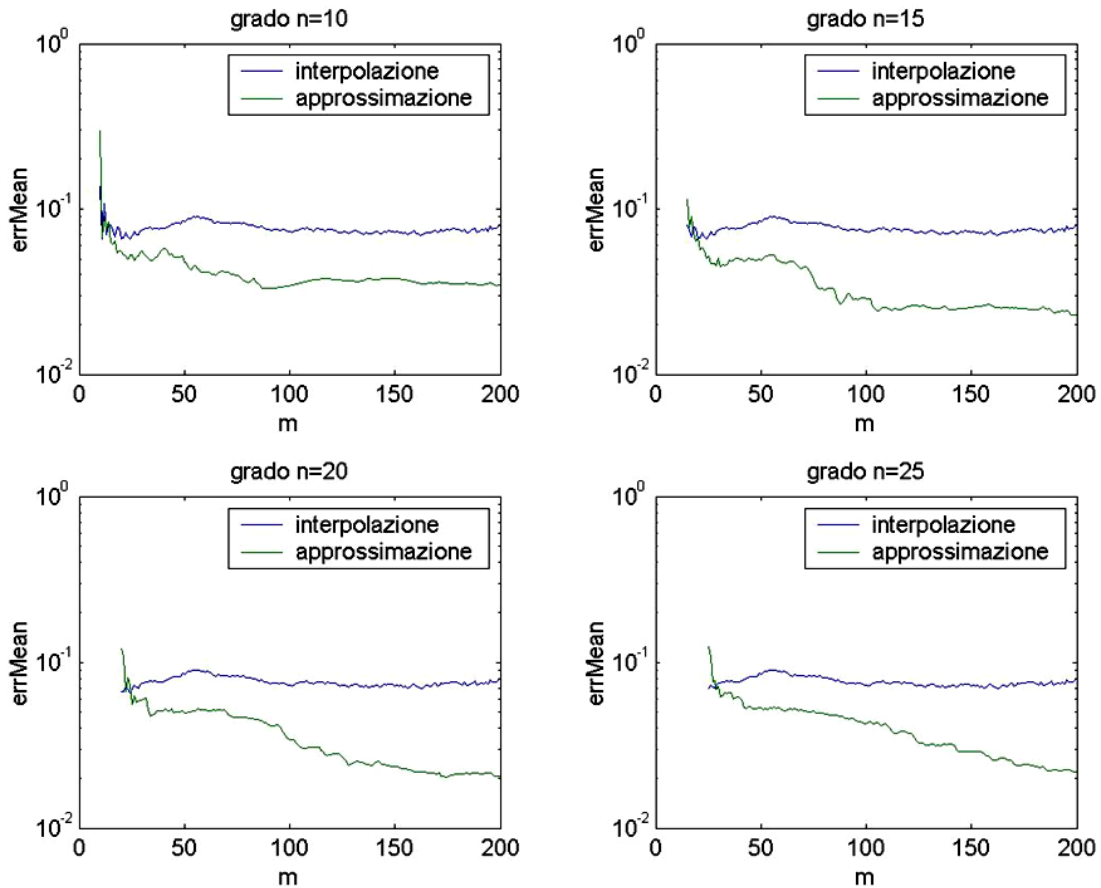 grado n=10
10^0
10^-1
10^-2
errMean
interpolazione
approssimazione
0 50 100 150 200
m
grado n=15
10^0
10^-1
10^-2
errMean
interpolazione
approssimazione
0 50 100 150 200
m
grado n=20
10^0
10^-1
10^-2
errMean
interpolazione
approssimazione
0 50 100 150 200
m
grado n=25
10^0
10^-1
10^-2
errMean
interpolazione
approssimazione
0 50 100 150 200
m